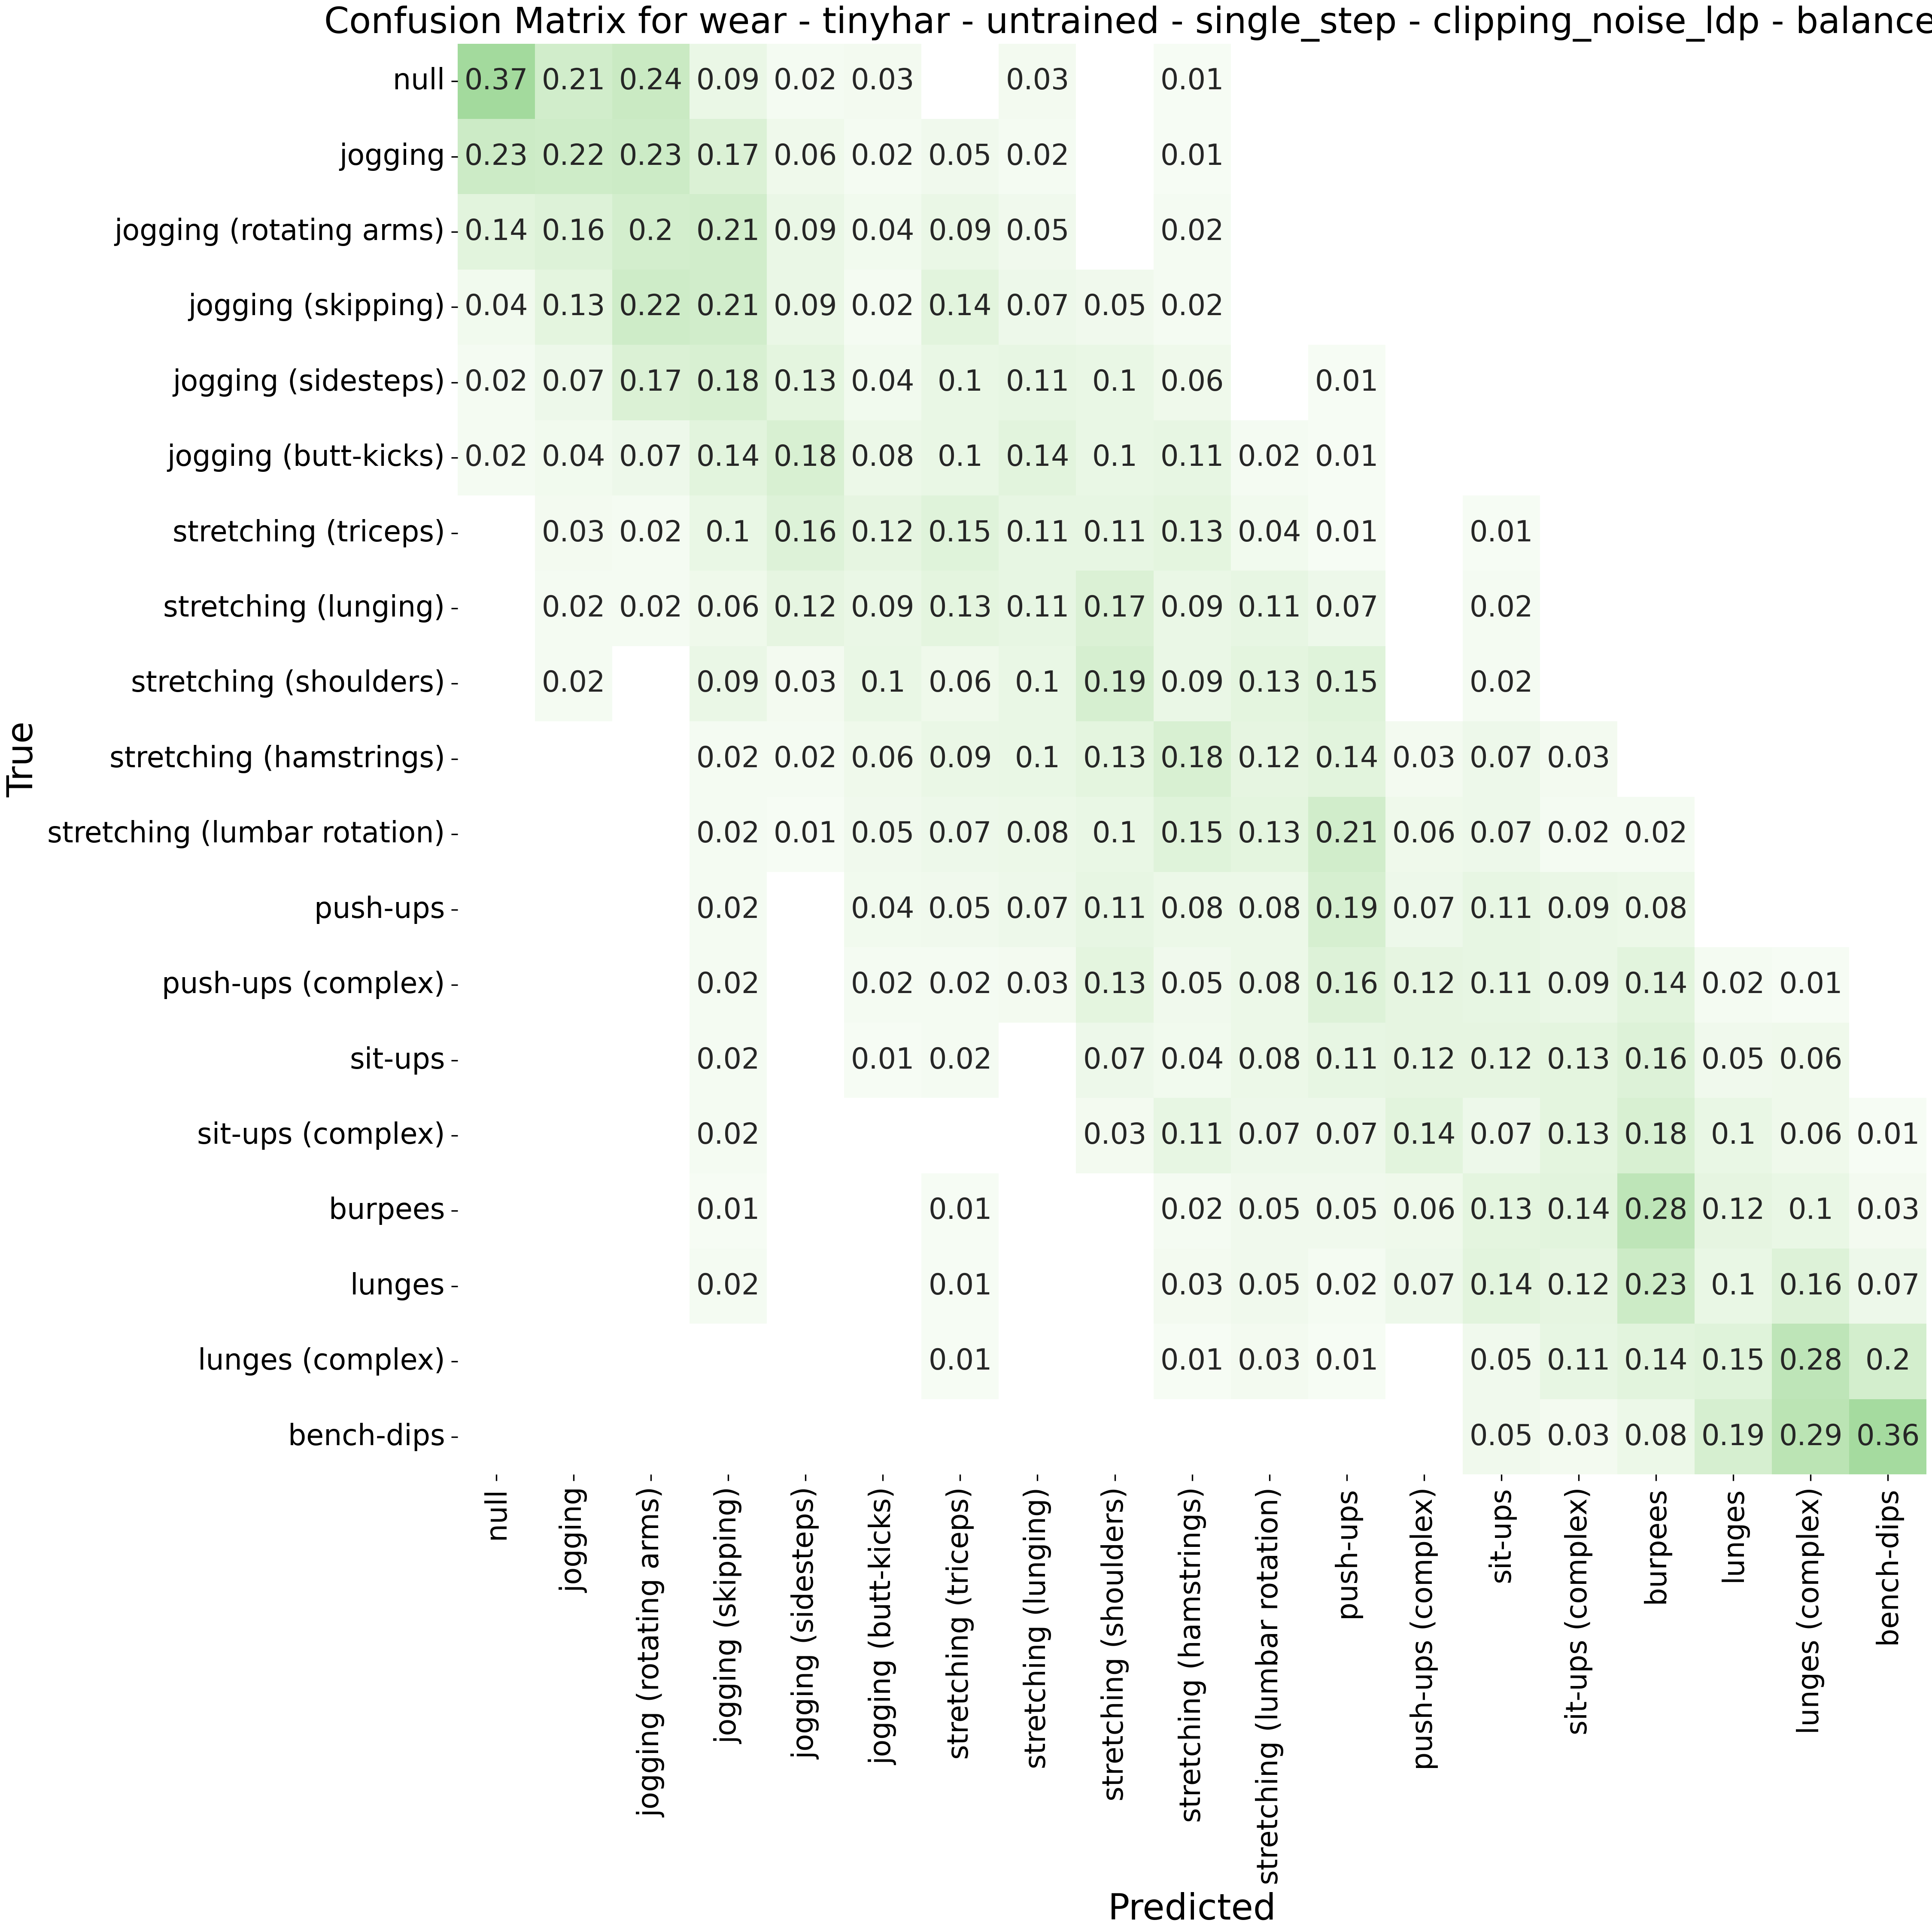 Confusion Matrix for wear - tinyhar - untrained - single_step - clipping_noise_ldp - balance
null 0.37 0.21 0.24 0.09 0.02 0.03 0.03 0.01
jogging 0.23 0.22 0.23 0.17 0.06 0.02 0.05 0.02 0.01
jogging (rotating arms) 0.14 0.16 0.2 0.21 0.09 0.04 0.09 0.05 0.02
jogging (skipping) 0.04 0.13 0.22 0.21 0.09 0.02 0.14 0.07 0.05 0.02
jogging (sidesteps) 0.02 0.07 0.17 0.18 0.13 0.04 0.1 0.11 0.1 0.06 0.01
jogging (butt-kicks) 0.02 0.04 0.07 0.14 0.18 0.08 0.1 0.14 0.1 0.11 0.02 0.01
stretching (triceps) 0.03 0.02 0.1 0.16 0.12 0.15 0.11 0.11 0.13 0.04 0.01 0.01
stretching (lunging) 0.02 0.02 0.06 0.12 0.09 0.13 0.11 0.17 0.09 0.11 0.07 0.02
stretching (shoulders) 0.02 0.09 0.03 0.1 0.06 0.1 0.19 0.09 0.13 0.15 0.02
stretching (hamstrings) 0.02 0.02 0.06 0.09 0.1 0.13 0.18 0.12 0.14 0.03 0.07 0.03
stretching (lumbar rotation) 0.02 0.01 0.05 0.07 0.08 0.1 0.15 0.13 0.21 0.06 0.07 0.02 0.02
push-ups 0.02 0.04 0.05 0.07 0.11 0.08 0.08 0.19 0.07 0.11 0.09 0.08
push-ups (complex) 0.02 0.02 0.02 0.03 0.13 0.05 0.08 0.16 0.12 0.11 0.09 0.14 0.02 0.01
sit-ups 0.02 0.01 0.02 0.07 0.04 0.08 0.11 0.12 0.12 0.13 0.16 0.05 0.06
sit-ups (complex) 0.02 0.03 0.11 0.07 0.07 0.14 0.07 0.13 0.18 0.1 0.06 0.01
burpees 0.01 0.01 0.02 0.05 0.05 0.06 0.13 0.14 0.28 0.12 0.1 0.03
lunges 0.02 0.01 0.03 0.05 0.02 0.07 0.14 0.12 0.23 0.1 0.16 0.07
lunges (complex) 0.01 0.01 0.03 0.01 0.05 0.11 0.14 0.15 0.28 0.2
bench-dips 0.05 0.03 0.08 0.19 0.29 0.36
True
null
jogging
jogging (rotating arms)
jogging (skipping)
jogging (sidesteps)
jogging (butt-kicks)
stretching (triceps)
stretching (lunging)
stretching (shoulders)
stretching (hamstrings)
stretching (lumbar rotation)
push-ups
push-ups (complex)
sit-ups
sit-ups (complex)
burpees
lunges
lunges (complex)
bench-dips
Predicted